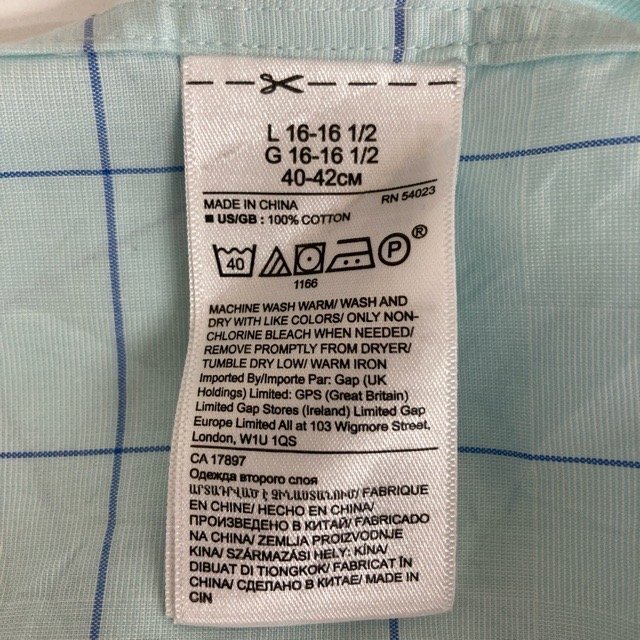 L 16-16 1/2
G 16-16 1/2
40-42CM
MADE IN CHINA RN 54023
■ US/GB : 100% COTTON
40 P ®
1166
MACHINE WASH WARM/ WASH AND
DRY WITH LIKE COLORS/ ONLY NON-
CHLORINE BLEACH WHEN NEEDED/
REMOVE PROMPTLY FROM DRYER/
TUMBLE DRY LOW/ WARM IRON
Imported By/Importe Par: Gap (UK
Holdings) Limited: GPS (Great Britain)
Limited Gap Stores (Ireland) Limited Gap
Europe Limited All at 103 Wigmore Street,
London, W1U 1QS
CA 17897
Одежда второго слоя
ԱՐՏԱԴՐՎԱԾ Է ՉԻՆԱՍՏԱՆՈՒՄ/ FABRIQUE
EN CHINE/ HECHO EN CHINA/
ПРОИЗВЕДЕНО В КИТАЙ/ FABRICADO
NA CHINA/ ZEMLJA PROIZVODNJE
KINA/ SZÁRMAZÁSI HELY: KÍNA/
DIBUAT DI TIONGKOK/ FABRICAT ÎN
CHINA/ СДЕЛАНО В КИТАЕ/ MADE IN
CIN